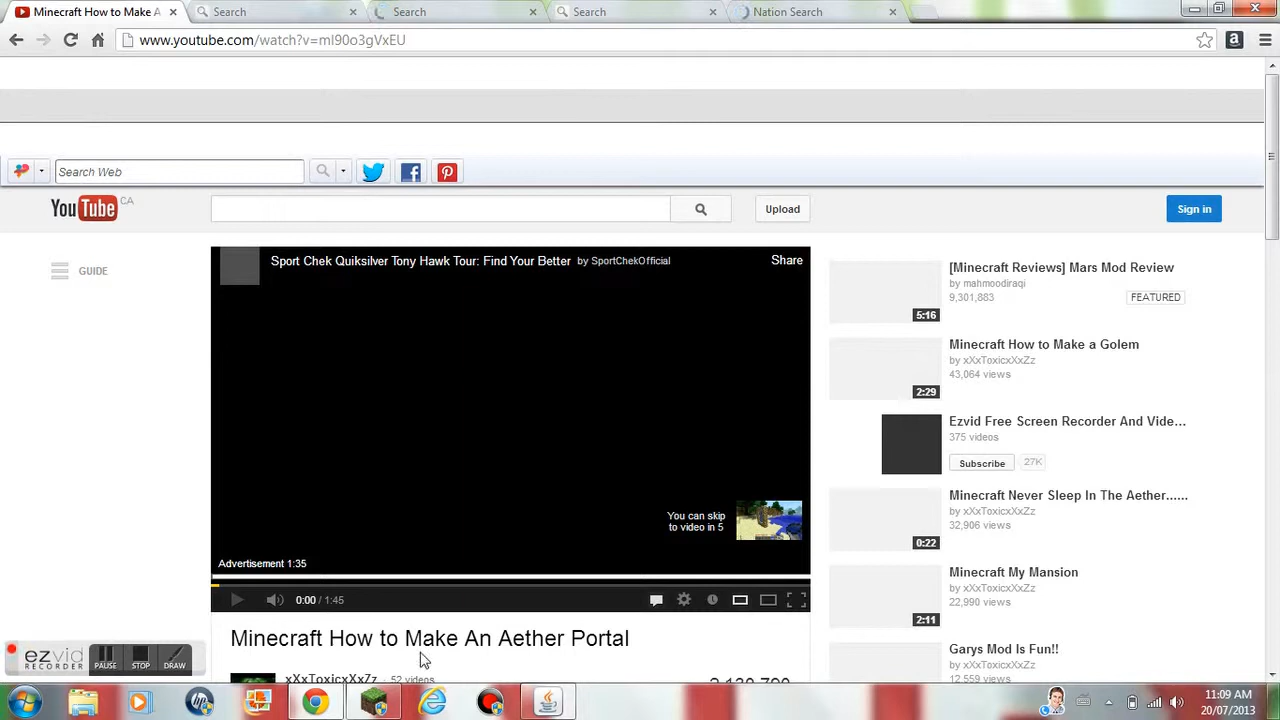 Minecraft How to Make A
Search
Search
Search
Nation Search
www.youtube.com/watch?v=ml90o3gVxEU
Search Web
YouTube CA
Upload
Sign in
GUIDE
Sport Chek Quiksilver Tony Hawk Tour: Find Your Better by SportChekOfficial
Share
You can skip
to video in 5
Advertisement 1:35
0:00 / 1:45
Minecraft How to Make An Aether Portal
xXxToxicxXxZz · 52 videos
[Minecraft Reviews] Mars Mod Review
by mahmoodiraqi
9,301,883
FEATURED
5:16
Minecraft How to Make a Golem
by xXxToxicxXxZz
43,064 views
2:29
Ezvid Free Screen Recorder And Vide...
375 videos
Subscribe 27K
Minecraft Never Sleep In The Aether......
by xXxToxicxXxZz
32,906 views
0:22
Minecraft My Mansion
by xXxToxicxXxZz
22,990 views
2:11
Garys Mod Is Fun!!
by xXxToxicxXxZz
12,559 views
ezvid
RECORDER
PAUSE
STOP
DRAW
11:09 AM
20/07/2013